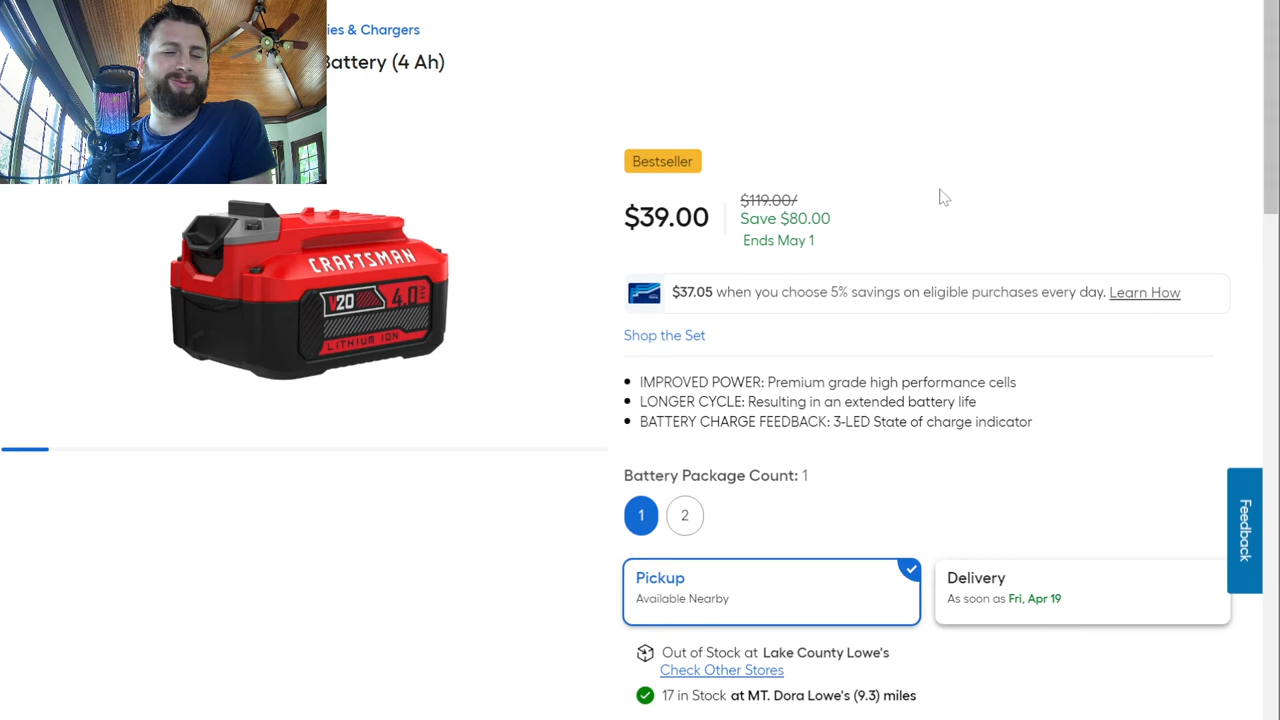 ies & Chargers
Battery (4 Ah)
Bestseller
$39.00
$119.00/
Save $80.00
Ends May 1
CRAFTSMAN
V20
4.0
LITHIUM ION
$37.05 when you choose 5% savings on eligible purchases every day. Learn How
Shop the Set
IMPROVED POWER: Premium grade high performance cells
LONGER CYCLE: Resulting in an extended battery life
BATTERY CHARGE FEEDBACK: 3-LED State of charge indicator
Battery Package Count: 1
1
2
Feedback
Pickup
Available Nearby
Delivery
As soon as Fri, Apr 19
Out of Stock at Lake County Lowe's
Check Other Stores
17 in Stock at MT. Dora Lowe's (9.3) miles